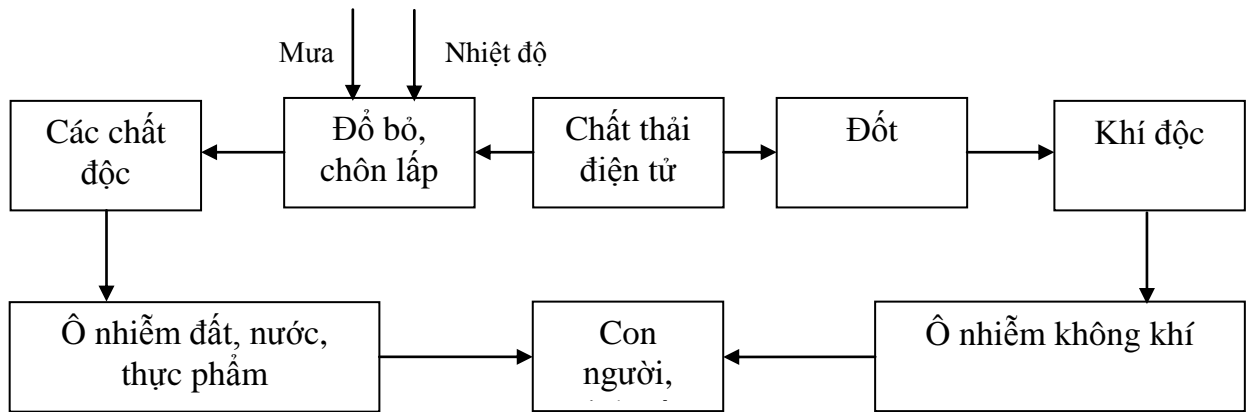 Mưa
Nhiệt độ
Các chất
độc
Đổ bỏ,
chôn lấp
Chất thải
điện tử
Đốt
Khí độc
Ô nhiễm đất, nước,
thực phẩm
Con
người,
Ô nhiễm không khí